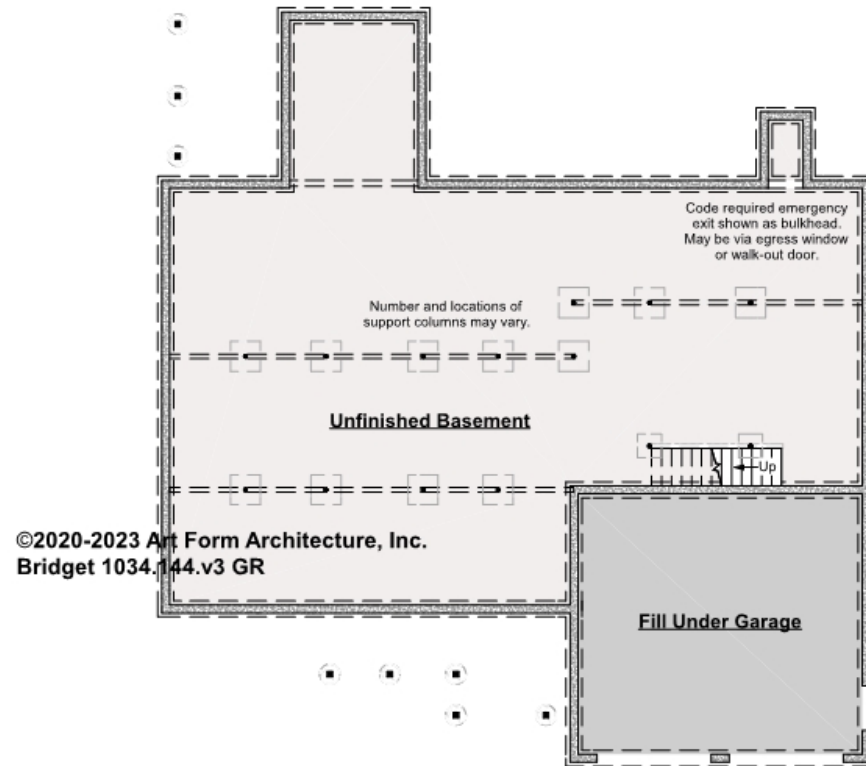 Code required emergency
exit shown as bulkhead.
May be via egress window
or walk-out door.
Number and locations of
support columns may vary.
Unfinished Basement
Up
©2020-2023 Art Form Architecture, Inc.
Bridget 1034.144.v3 GR
Fill Under Garage